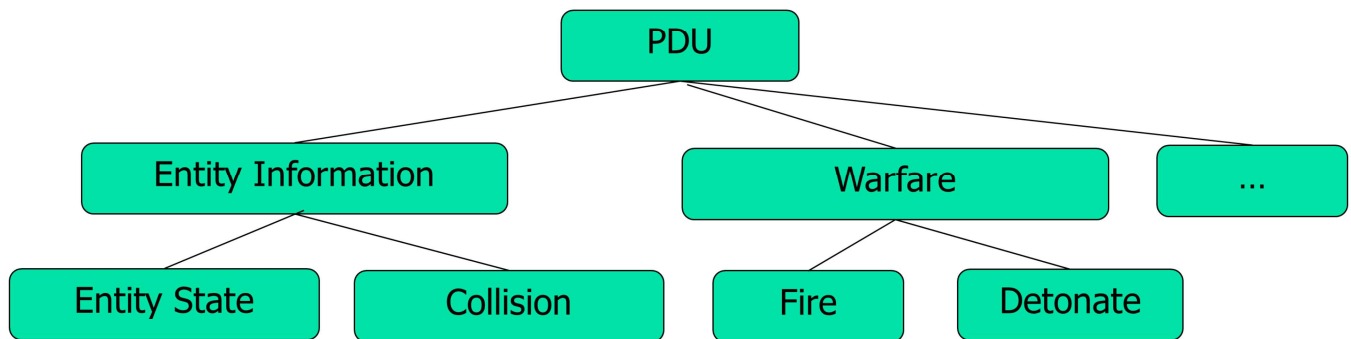 PDU
Entity Information
Warfare
...
Entity State
Collision
Fire
Detonate